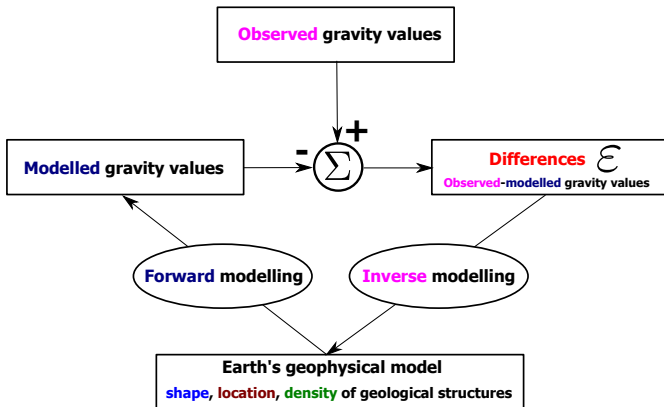 Observed gravity values
- +
Modelled gravity values
Σ
Differences ℰ
Observed-modelled gravity values
Forward modelling
Inverse modelling
Earth's geophysical model
shape, location, density of geological structures